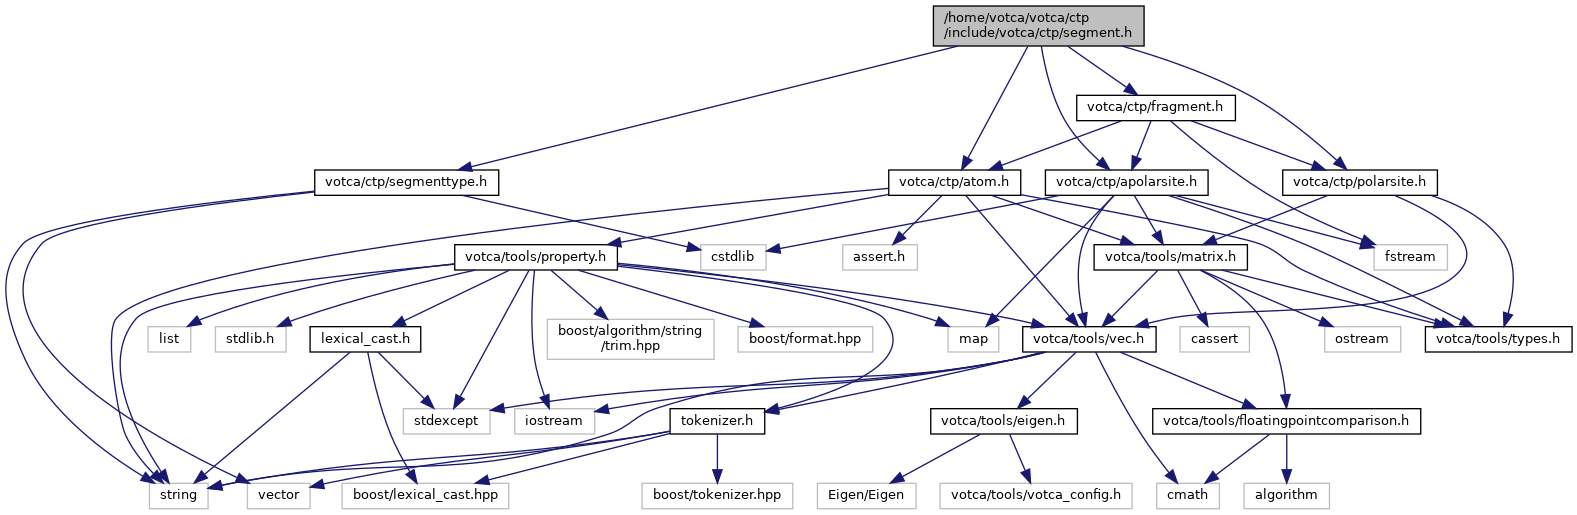 /home/votca/votca/ctp
/include/votca/ctp/segment.h
votca/ctp/fragment.h
votca/ctp/segmenttype.h
votca/ctp/atom.h
votca/ctp/apolarsite.h
votca/ctp/polarsite.h
votca/tools/property.h
cstdlib
assert.h
votca/tools/matrix.h
fstream
list
stdlib.h
lexical_cast.h
boost/algorithm/string
/trim.hpp
boost/format.hpp
map
votca/tools/vec.h
cassert
ostream
votca/tools/types.h
stdexcept
iostream
tokenizer.h
votca/tools/eigen.h
votca/tools/floatingpointcomparison.h
string
vector
boost/lexical_cast.hpp
boost/tokenizer.hpp
Eigen/Eigen
votca/tools/votca_config.h
cmath
algorithm